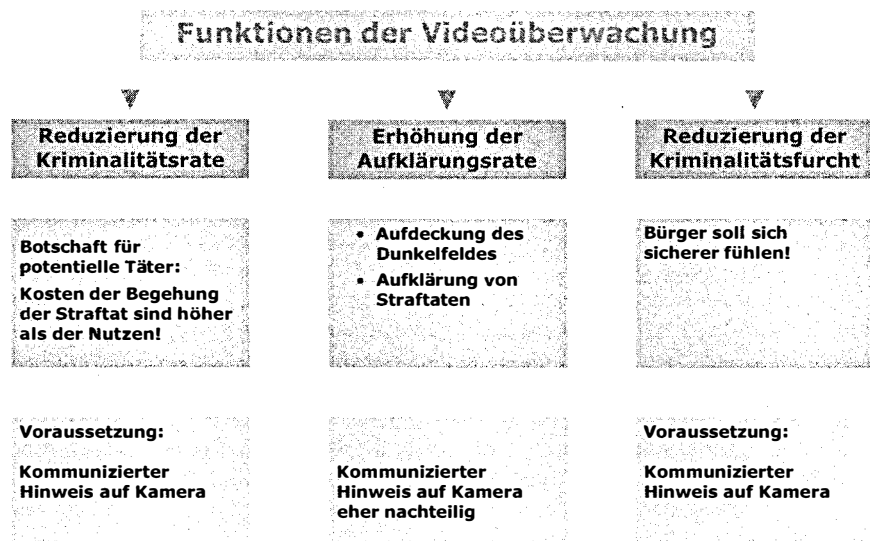 Funktionen der Videoüberwachung
Reduzierung der
Kriminalitätsrate
Erhöhung der
Aufklärungsrate
Reduzierung der
Kriminalitätsfurcht
Botschaft für
potentielle Täter:
Kosten der Begehung
der Straftat sind höher
als der Nutzen!
• Aufdeckung des
Dunkelfeldes
• Aufklärung von
Straftaten
Bürger soll sich
sicherer fühlen!
Voraussetzung:
Kommunizierter
Hinweis auf Kamera
Kommunizierter
Hinweis auf Kamera
eher nachteilig
Voraussetzung:
Kommunizierter
Hinweis auf Kamera